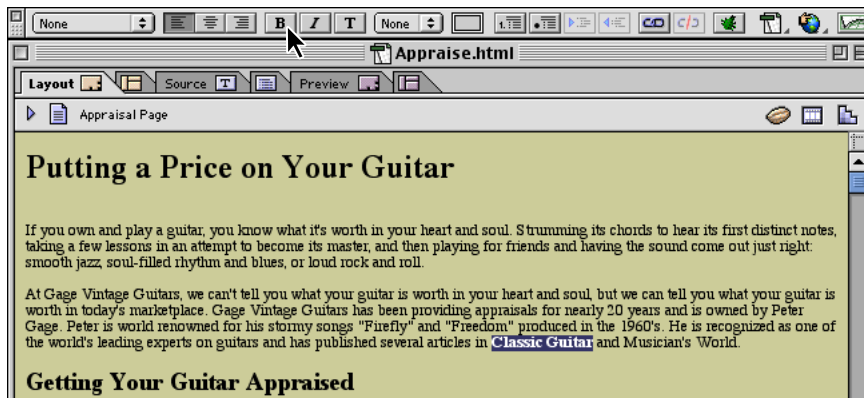 None B I T None
Appraise.html
Layout Source T Preview
Appraisal Page
Putting a Price on Your Guitar
If you own and play a guitar, you know what it's worth in your heart and soul. Strumming its chords to hear its first distinct notes,
taking a few lessons in an attempt to become its master, and then playing for friends and having the sound come out just right:
smooth jazz, soul-filled rhythm and blues, or loud rock and roll.
At Gage Vintage Guitars, we can't tell you what your guitar is worth in your heart and soul, but we can tell you what your guitar is
worth in today's marketplace. Gage Vintage Guitars has been providing appraisals for nearly 20 years and is owned by Peter
Gage. Peter is world renowned for his stormy songs "Firefly" and "Freedom" produced in the 1960's. He is recognized as one of
the world's leading experts on guitars and has published several articles in Classic Guitar and Musician's World.
Getting Your Guitar Appraised